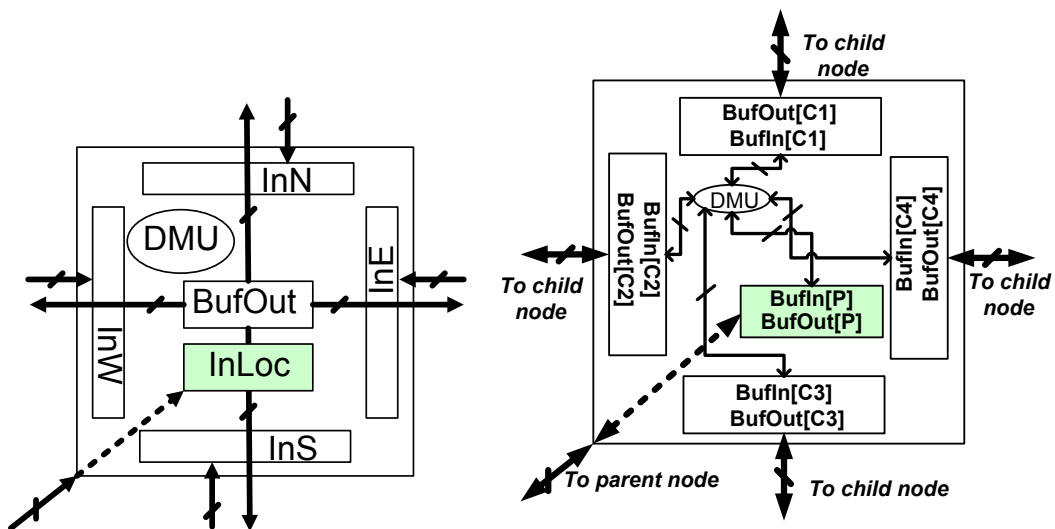 InN
DMU
InE
BufOut
InW
InLoc
InS
To child
node
BufOut[C1]
BufIn[C1]
DMU
BufIn[C2]
BufOut[C2]
BufIn[C4]
BufOut[C4]
To child
node
To child
node
BufIn[P]
BufOut[P]
BufIn[C3]
BufOut[C3]
To parent node
To child node